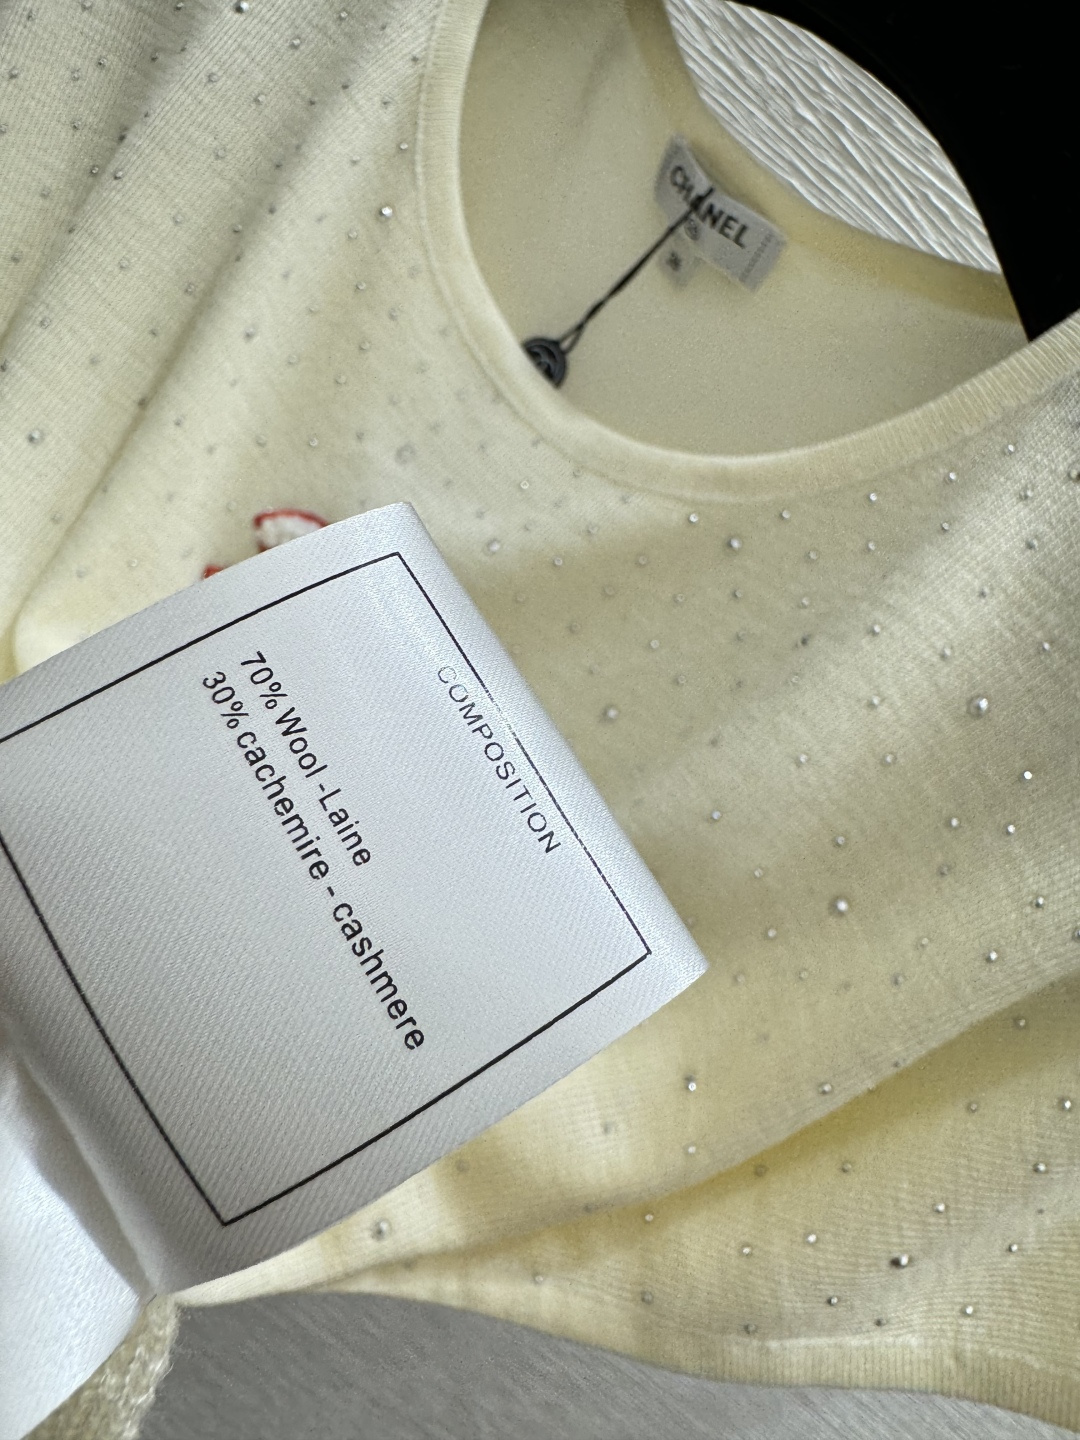 CHANEL
COMPOSITION
70% Wool - Laine
30% cachemire - cashmere